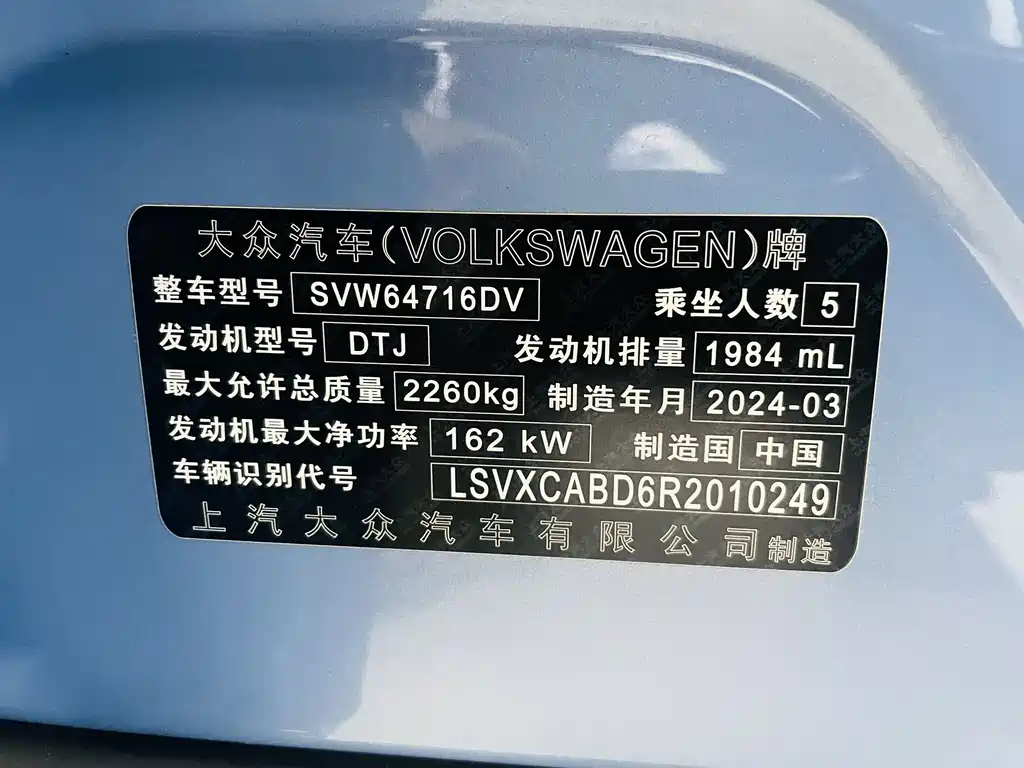 大众汽车(VOLKSWAGEN)牌
整车型号 SVW64716DV 乘坐人数 5
发动机型号 DTJ 发动机排量 1984 mL
最大允许总质量 2260kg 制造年月 2024-03
发动机最大净功率 162 kW 制造国 中国
车辆识别代号 LSVXCABD6R2010249
上汽大众汽车有限公司制造